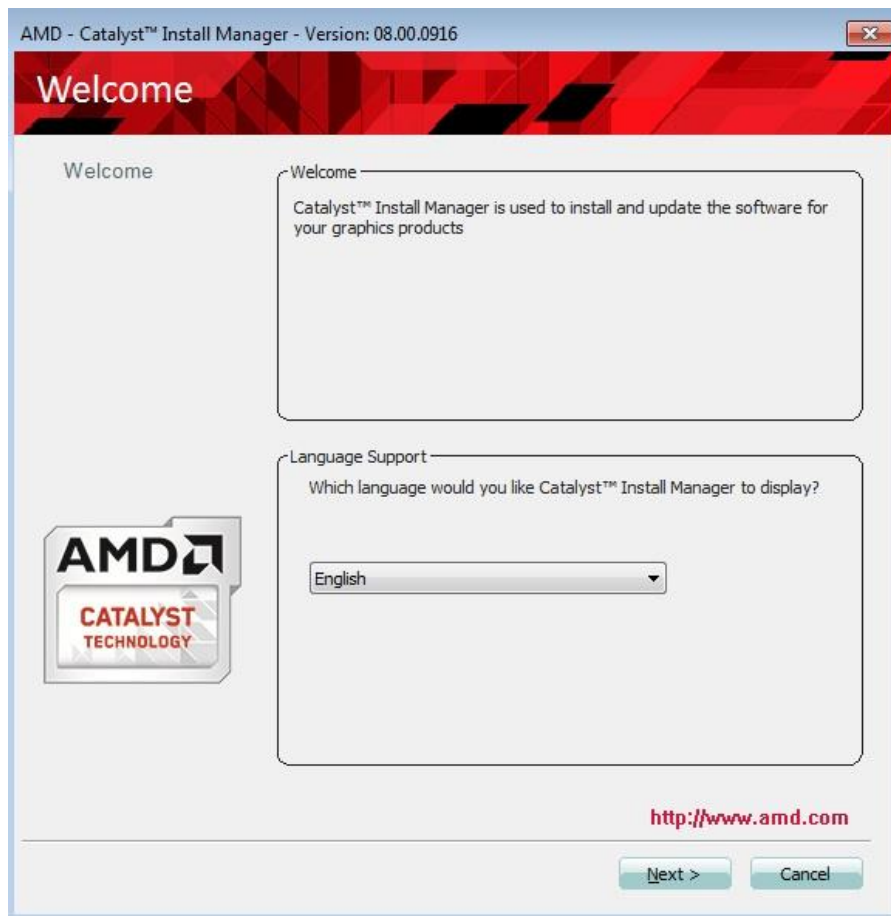 AMD - Catalyst™ Install Manager - Version: 08.00.0916
Welcome
Welcome
Welcome
Catalyst™ Install Manager is used to install and update the software for
your graphics products
Language Support
Which language would you like Catalyst™ Install Manager to display?
English
AMD
CATALYST
TECHNOLOGY
http://www.amd.com
Next >
Cancel